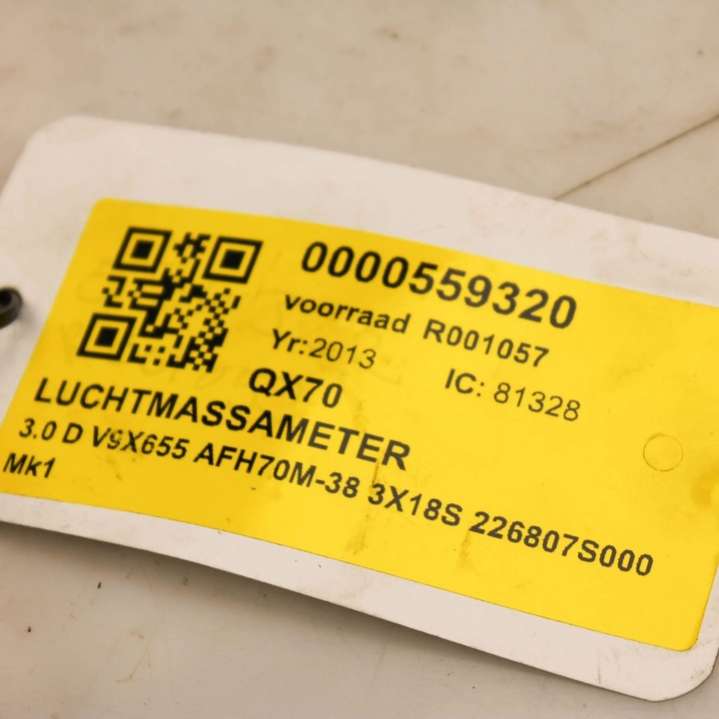 0000559320
voorraad R001057
Yr:2013 IC: 81328
QX70
LUCHTMASSAMETER
3.0 D V9X655 AFH70M-38 3X18S 226807S000
Mk1